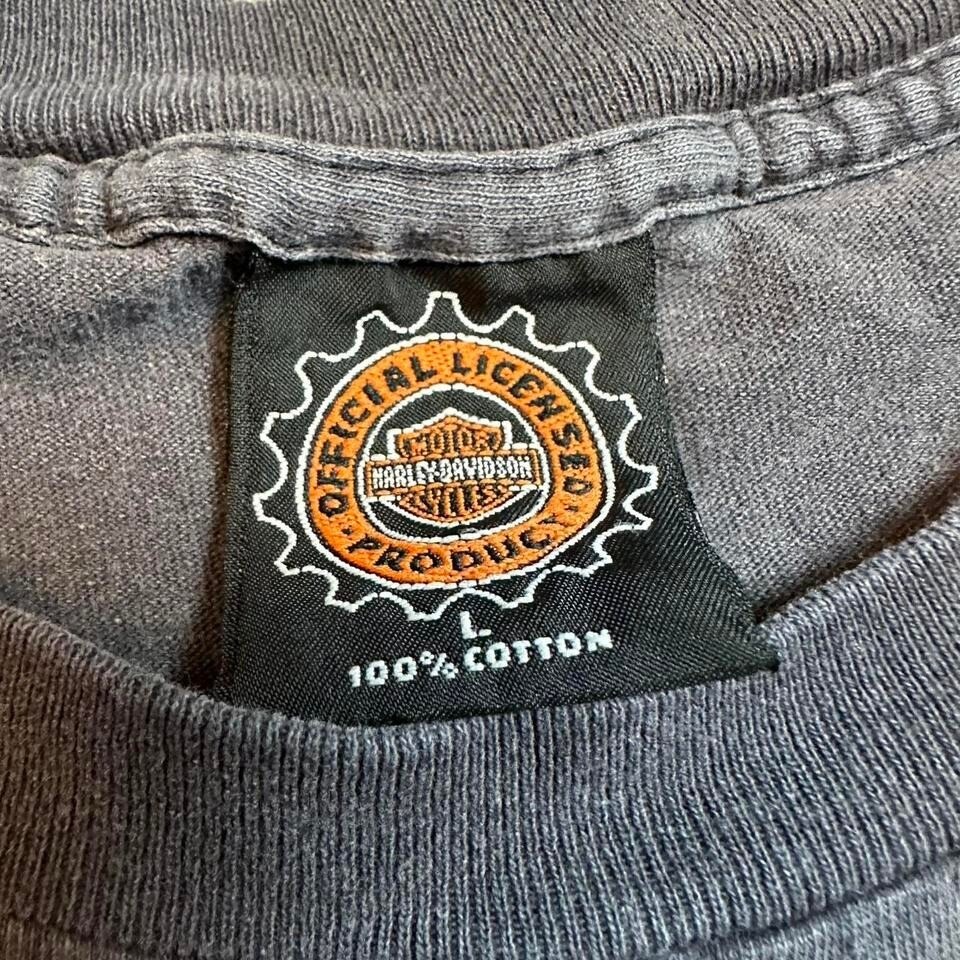 OFFICIAL LICENSED
PRODUCT
MOTOR
HARLEY-DAVIDSON
CYCLES
L
100% COTTON